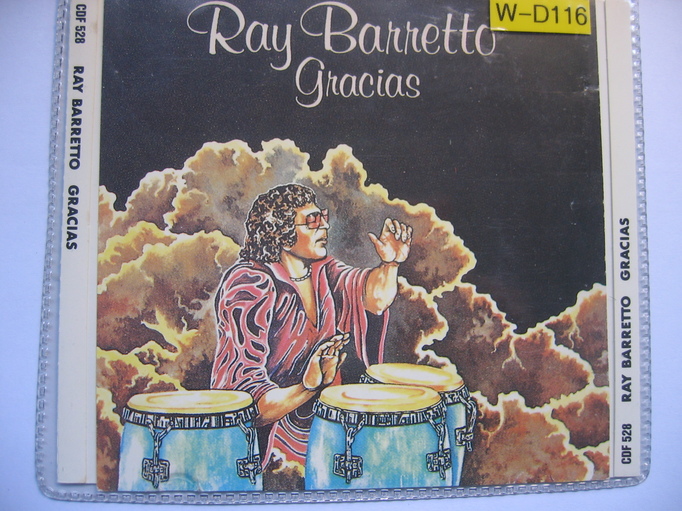 Ray Barretto
Gracias
W-D116
CDF 528 RAY BARRETTO GRACIAS
CDF 528 RAY BARRETTO GRACIAS